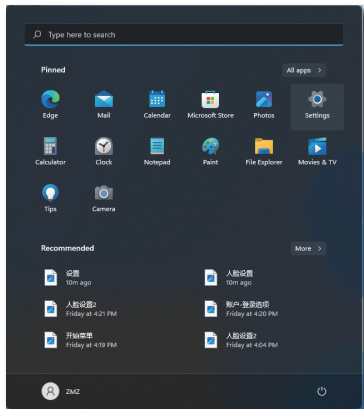 Type here to search
Pinned
All apps >
Edge
Mail
Calendar
Microsoft Store
Photos
Settings
Calculator
Clock
Notepad
Paint
File Explorer
Movies & TV
Tips
Camera
Recommended
More >
设置
10m ago
人脸设置
10m ago
人脸设置2
Friday at 4:21 PM
账户-登录选项
Friday at 4:20 PM
开始菜单
Friday at 4:19 PM
人脸设置2
Friday at 4:04 PM
ZMZ